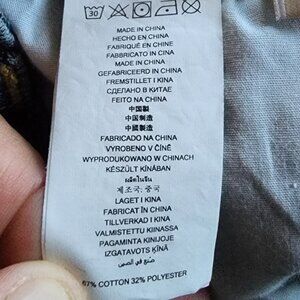 30
MADE IN CHINA
HECHO EN CHINA
FABRIQUÉ EN CHINE
FABBRICATO IN CINA
MADE IN CHINA
GEFABRICEERD IN CHINA
FREMSTILLET I KINA
СДЕЛАНО В КИТАЕ
FEITO NA CHINA
中国製
中国制造
中國製造
FABRICADO NA CHINA
VYROBENO V ČÍNĚ
WYPRODUKOWANO W CHINACH
KÉSZÜLT KÍNÁBAN
ผลิตในจีน
제조국: 중국
LAGET I KINA
FABRICAT ÎN CHINA
TILLVERKAD I KINA
VALMISTETTU KIINASSA
PAGAMINTA KINIJOJE
IZGATAVOTS ĶĪNĀ
صنع في الصين
67% COTTON 32% POLYESTER